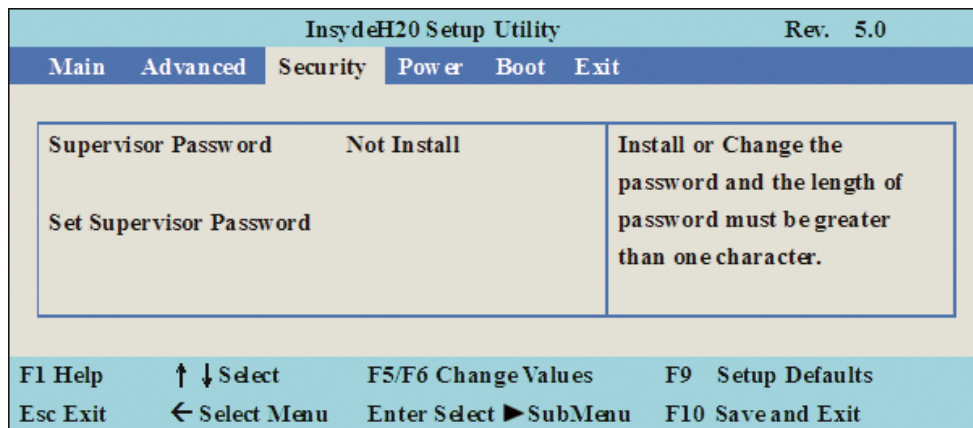 InsydeH20 Setup Utility Rev. 5.0
Main Advanced Security Power Boot Exit
Supervisor Password Not Install
Set Supervisor Password
Install or Change the
password and the length of
password must be greater
than one character.
F1 Help ↑ ↓ Select F5/F6 Change Values F9 Setup Defaults
Esc Exit ← Select Menu Enter Select ▶ SubMenu F10 Save and Exit